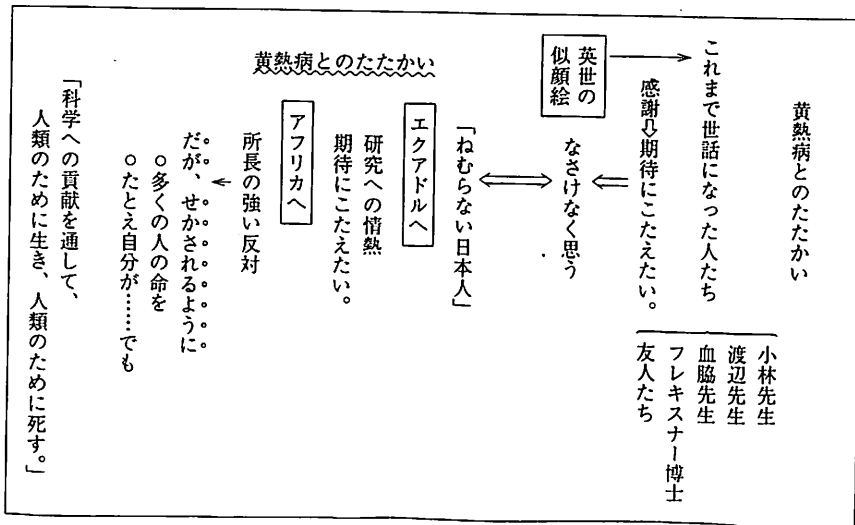 黄熱病とのたたかい
これまで世話になった人たち
小林先生
渡辺先生
血脇先生
フレキスナー博士
友人たち
感謝⇨期待にこたえたい。
英世の
似顔絵
なさけなく思う
「ねむらない日本人」
エクアドルへ
研究への情熱
期待にこたえたい。
黄熱病とのたたかい
アフリカへ
所長の強い反対
だが、せかされるように
○多くの人の命を
○たとえ自分が……でも
「科学への貢献を通して、
人類のために生き、人類のために死す。」